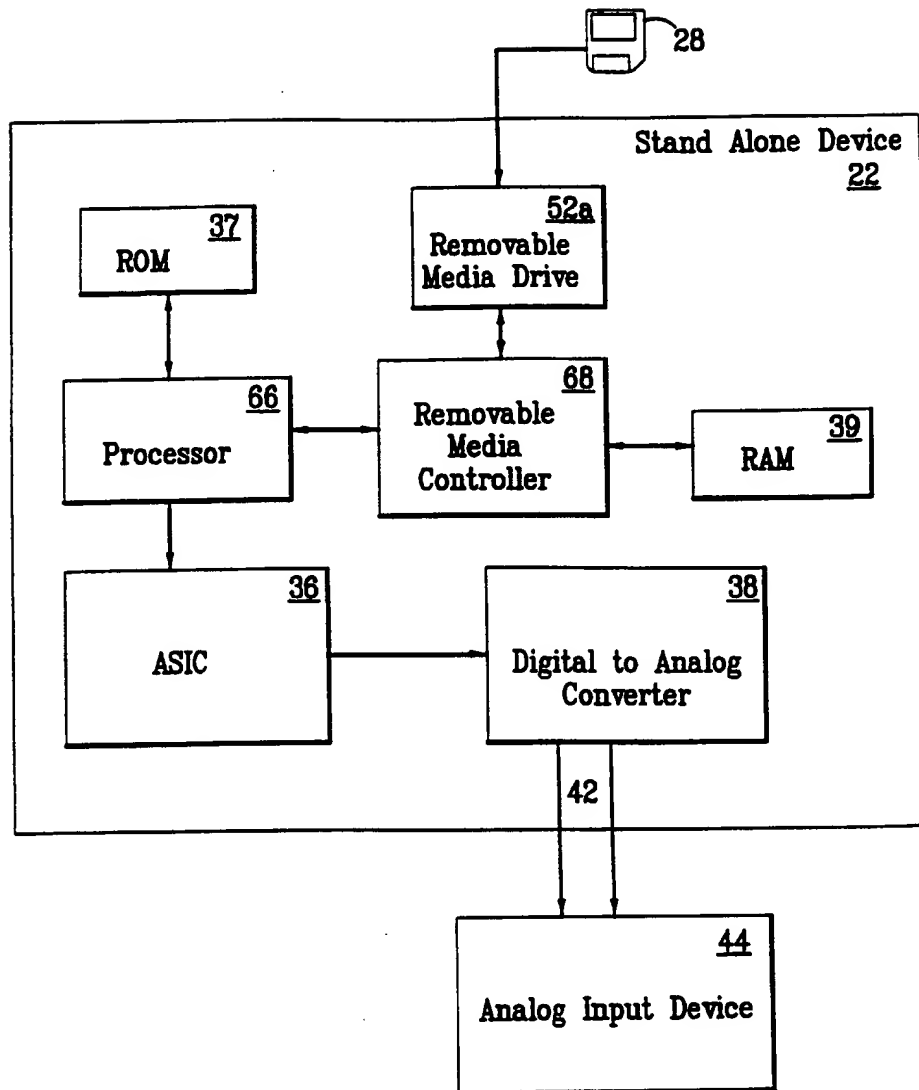 28
Stand Alone Device
22
37
ROM
52a
Removable
Media Drive
66
Processor
68
Removable
Media
Controller
39
RAM
36
ASIC
38
Digital to Analog
Converter
42
44
Analog Input Device